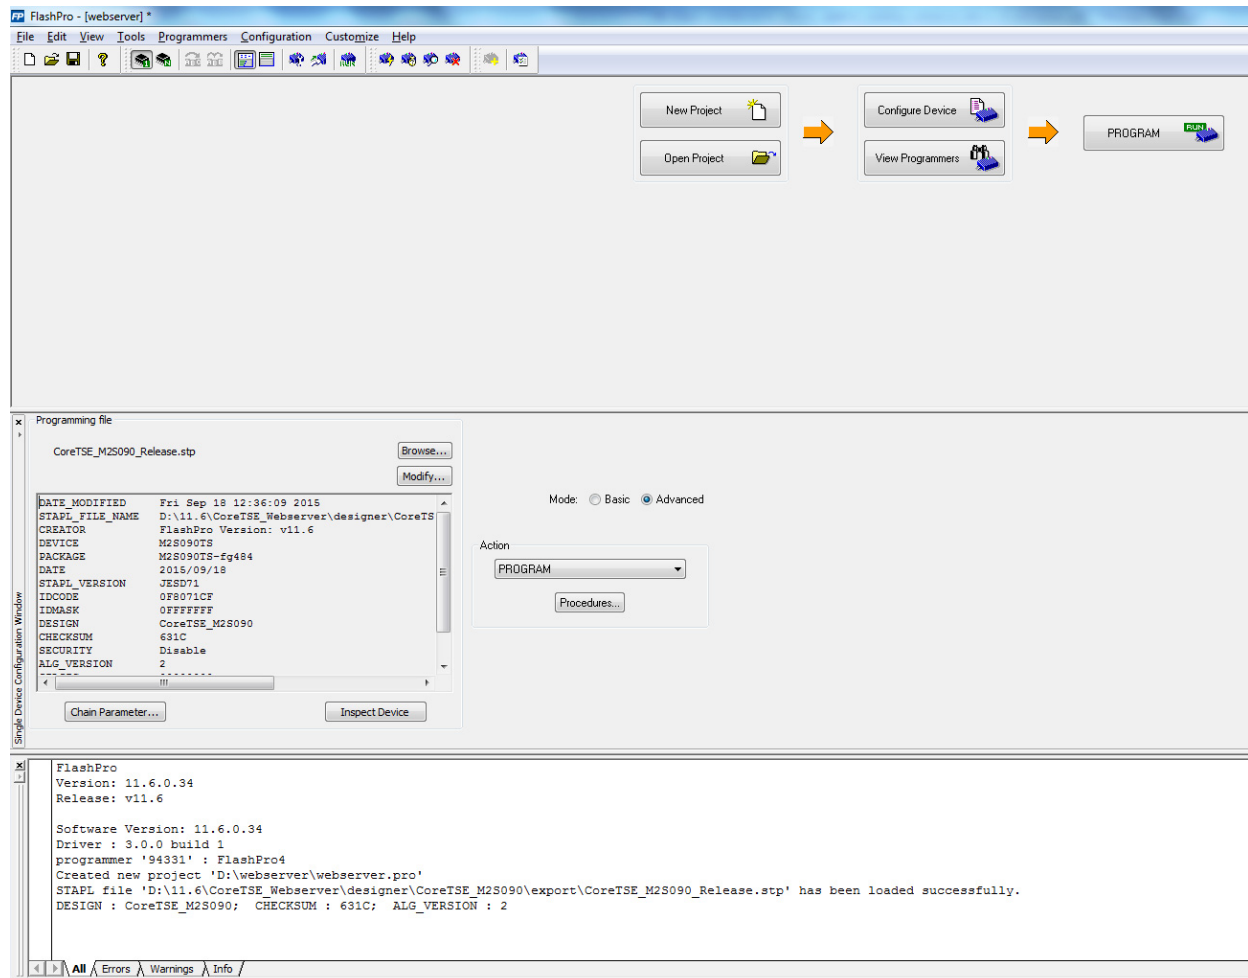 FlashPro - [webserver] *
File Edit View Tools Programmers Configuration Customize Help
New Project
Configure Device
PROGRAM
Open Project
View Programmers
Programming file
CoreTSE_M2S090_Release.stp
Browse...
Modify...
DATE_MODIFIED Fri Sep 18 12:36:09 2015
STAPL_FILE_NAME D:\11.6\CoreTSE_Webserver\designer\CoreTS
CREATOR FlashPro Version: v11.6
DEVICE M2S090TS
PACKAGE M2S090TS-fg484
DATE 2015/09/18
STAPL_VERSION JESD71
IDCODE 0F8071CF
IDMASK 0FFFFFFF
DESIGN CoreTSE_M2S090
CHECKSUM 631C
SECURITY Disable
ALG_VERSION 2
Chain Parameter...
Inspect Device
Mode: Basic Advanced
Action
PROGRAM
Procedures...
Single Device Configuration Window
FlashPro
Version: 11.6.0.34
Release: v11.6
Software Version: 11.6.0.34
Driver : 3.0.0 build 1
programmer '94331' : FlashPro4
Created new project 'D:\webserver\webserver.pro'
STAPL file 'D:\11.6\CoreTSE_Webserver\designer\CoreTSE_M2S090\export\CoreTSE_M2S090_Release.stp' has been loaded successfully.
DESIGN : CoreTSE_M2S090; CHECKSUM : 631C; ALG_VERSION : 2
All Errors Warnings Info